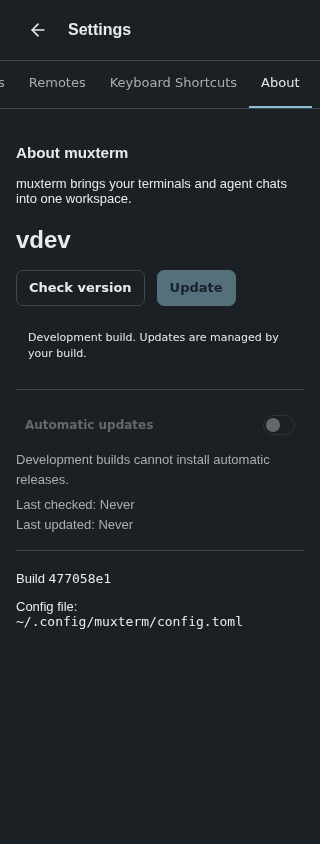 Settings
s Remotes Keyboard Shortcuts About
About muxterm
muxterm brings your terminals and agent chats
into one workspace.
vdev
Check version Update
Development build. Updates are managed by
your build.
Automatic updates
Development builds cannot install automatic
releases.
Last checked: Never
Last updated: Never
Build 477058e1
Config file:
~/.config/muxterm/config.toml